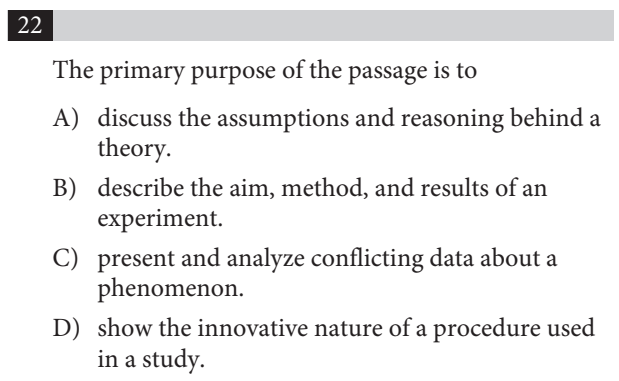 22
The primary purpose of the passage is to
A) discuss the assumptions and reasoning behind a
theory.
B) describe the aim, method, and results of an
experiment.
C) present and analyze conflicting data about a
phenomenon.
D) show the innovative nature of a procedure used
in a study.